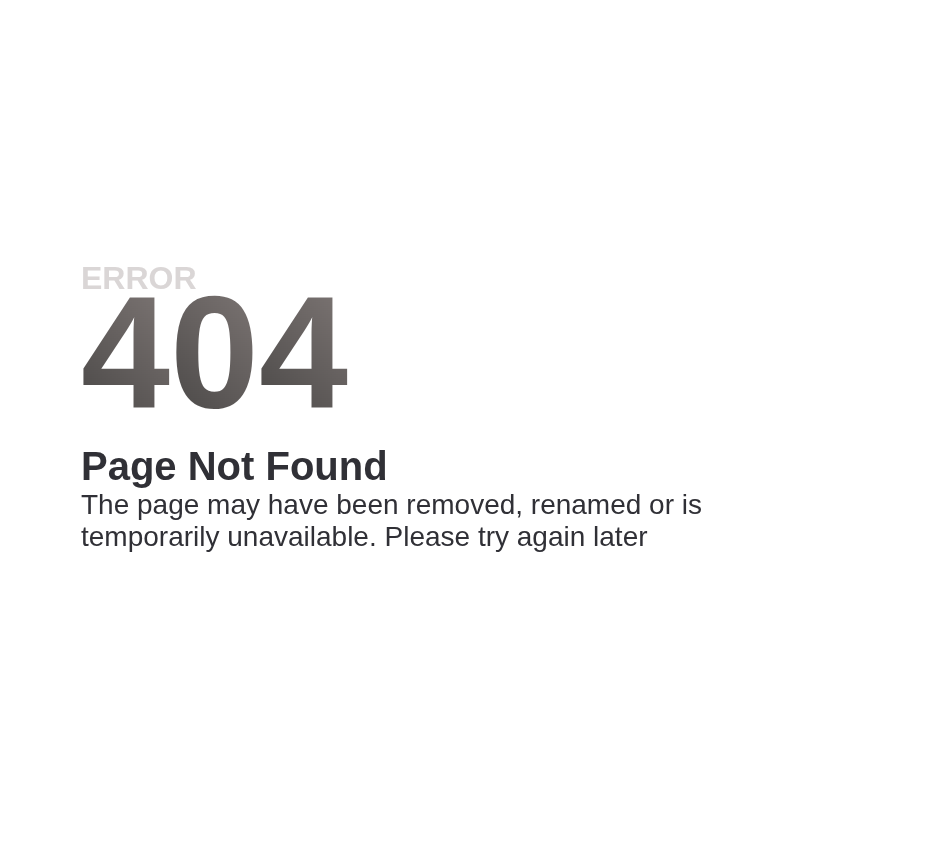 ERROR
404
Page Not Found
The page may have been removed, renamed or is
temporarily unavailable. Please try again later